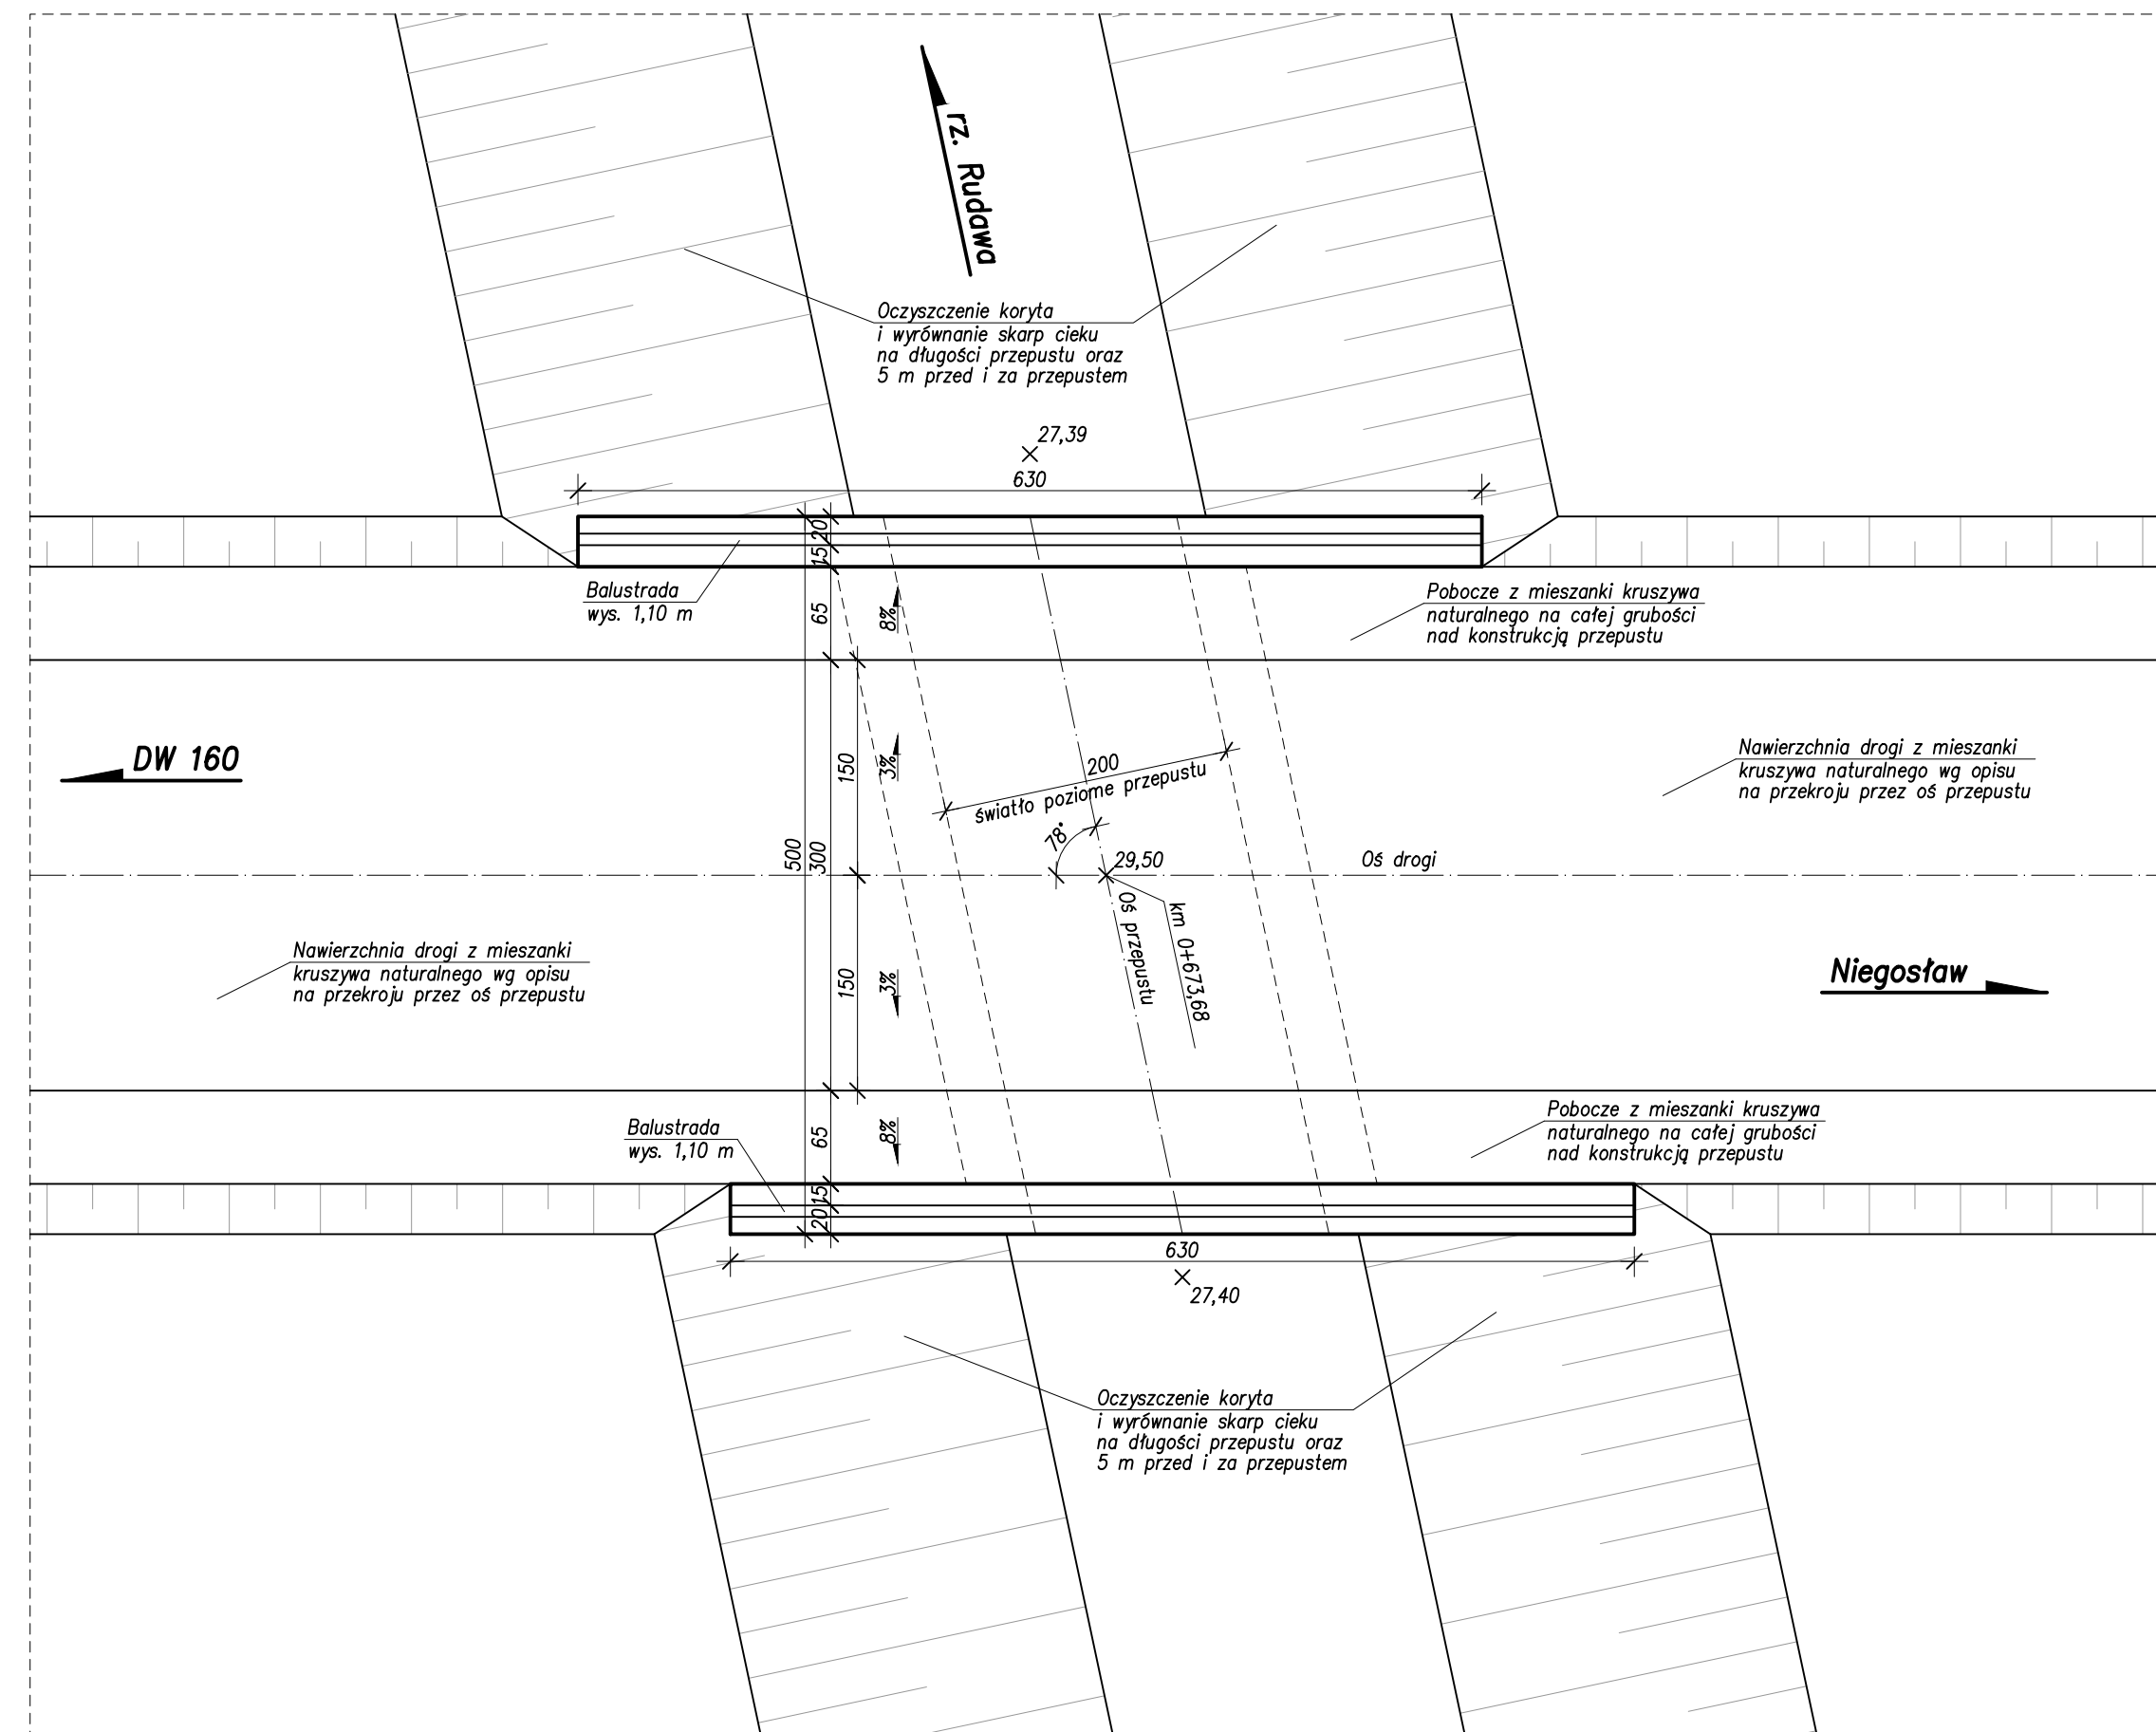 rz. Rudawa
Oczyszczenie koryta
i wyrównanie skarp cieku
na długości przepustu oraz
5 m przed i za przepustem
27,39
630
20
15
Balustrada
wys. 1,10 m
65
8%
Pobocze z mieszanki kruszywa
naturalnego na całej grubości
nad konstrukcją przepustu
DW 160
150
3%
200
światło poziome przepustu
Nawierzchnia drogi z mieszanki
kruszywa naturalnego wg opisu
na przekroju przez oś przepustu
78°
500
300
29,50
Oś drogi
Oś przepustu
km 0+673,68
Nawierzchnia drogi z mieszanki
kruszywa naturalnego wg opisu
na przekroju przez oś przepustu
150
3%
Niegosław
Balustrada
wys. 1,10 m
65
8%
Pobocze z mieszanki kruszywa
naturalnego na całej grubości
nad konstrukcją przepustu
15
20
630
27,40
Oczyszczenie koryta
i wyrównanie skarp cieku
na długości przepustu oraz
5 m przed i za przepustem